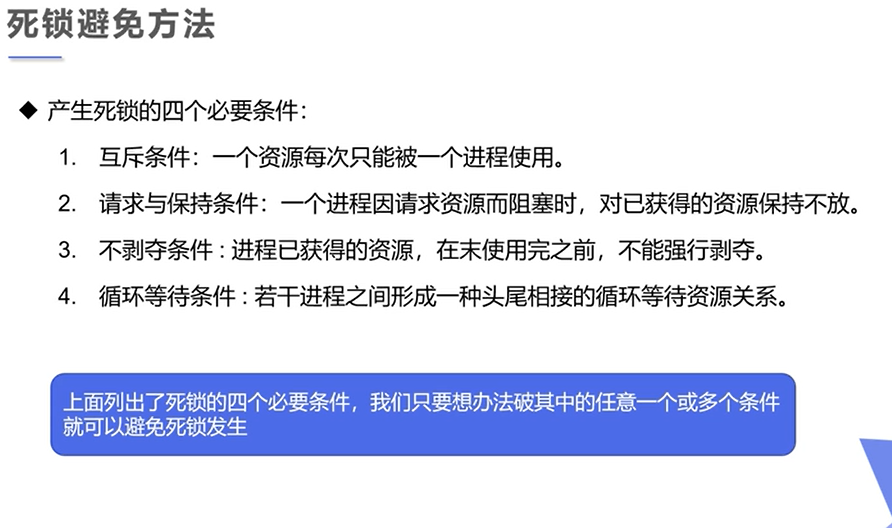 死锁避免方法
◆ 产生死锁的四个必要条件：
1. 互斥条件：一个资源每次只能被一个进程使用。
2. 请求与保持条件：一个进程因请求资源而阻塞时，对已获得的资源保持不放。
3. 不剥夺条件 : 进程已获得的资源，在末使用完之前，不能强行剥夺。
4. 循环等待条件 : 若干进程之间形成一种头尾相接的循环等待资源关系。
上面列出了死锁的四个必要条件，我们只要想办法破其中的任意一个或多个条件
就可以避免死锁发生